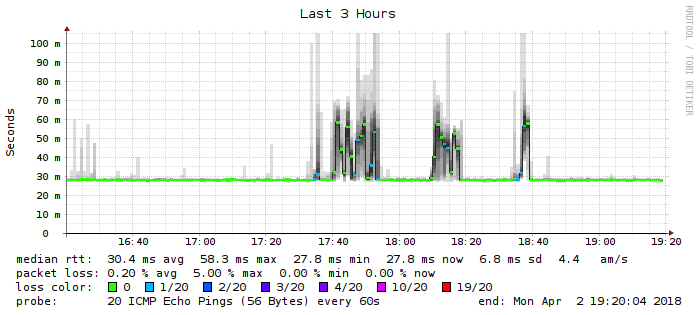 Last 3 Hours
RRDTOOL / TOBI OETIKER
Seconds
100 m
90 m
80 m
70 m
60 m
50 m
40 m
30 m
20 m
10 m
0
16:40 17:00 17:20 17:40 18:00 18:20 18:40 19:00 19:20
median rtt: 30.4 ms avg 58.3 ms max 27.8 ms min 27.8 ms now 6.8 ms sd 4.4 am/s
packet loss: 0.20 % avg 5.00 % max 0.00 % min 0.00 % now
loss color: 0 1/20 2/20 3/20 4/20 10/20 19/20
probe: 20 ICMP Echo Pings (56 Bytes) every 60s end: Mon Apr 2 19:20:04 2018